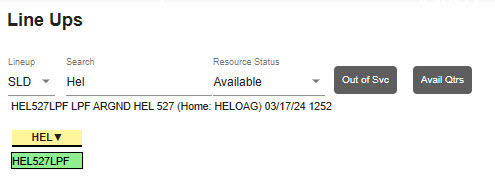 Line Ups
Lineup Search Resource Status
SLD Hel Available Out of Svc Avail Qtrs
HEL527LPF LPF ARGND HEL 527 (Home: HELOAG) 03/17/24 1252
HEL▼
HEL527LPF